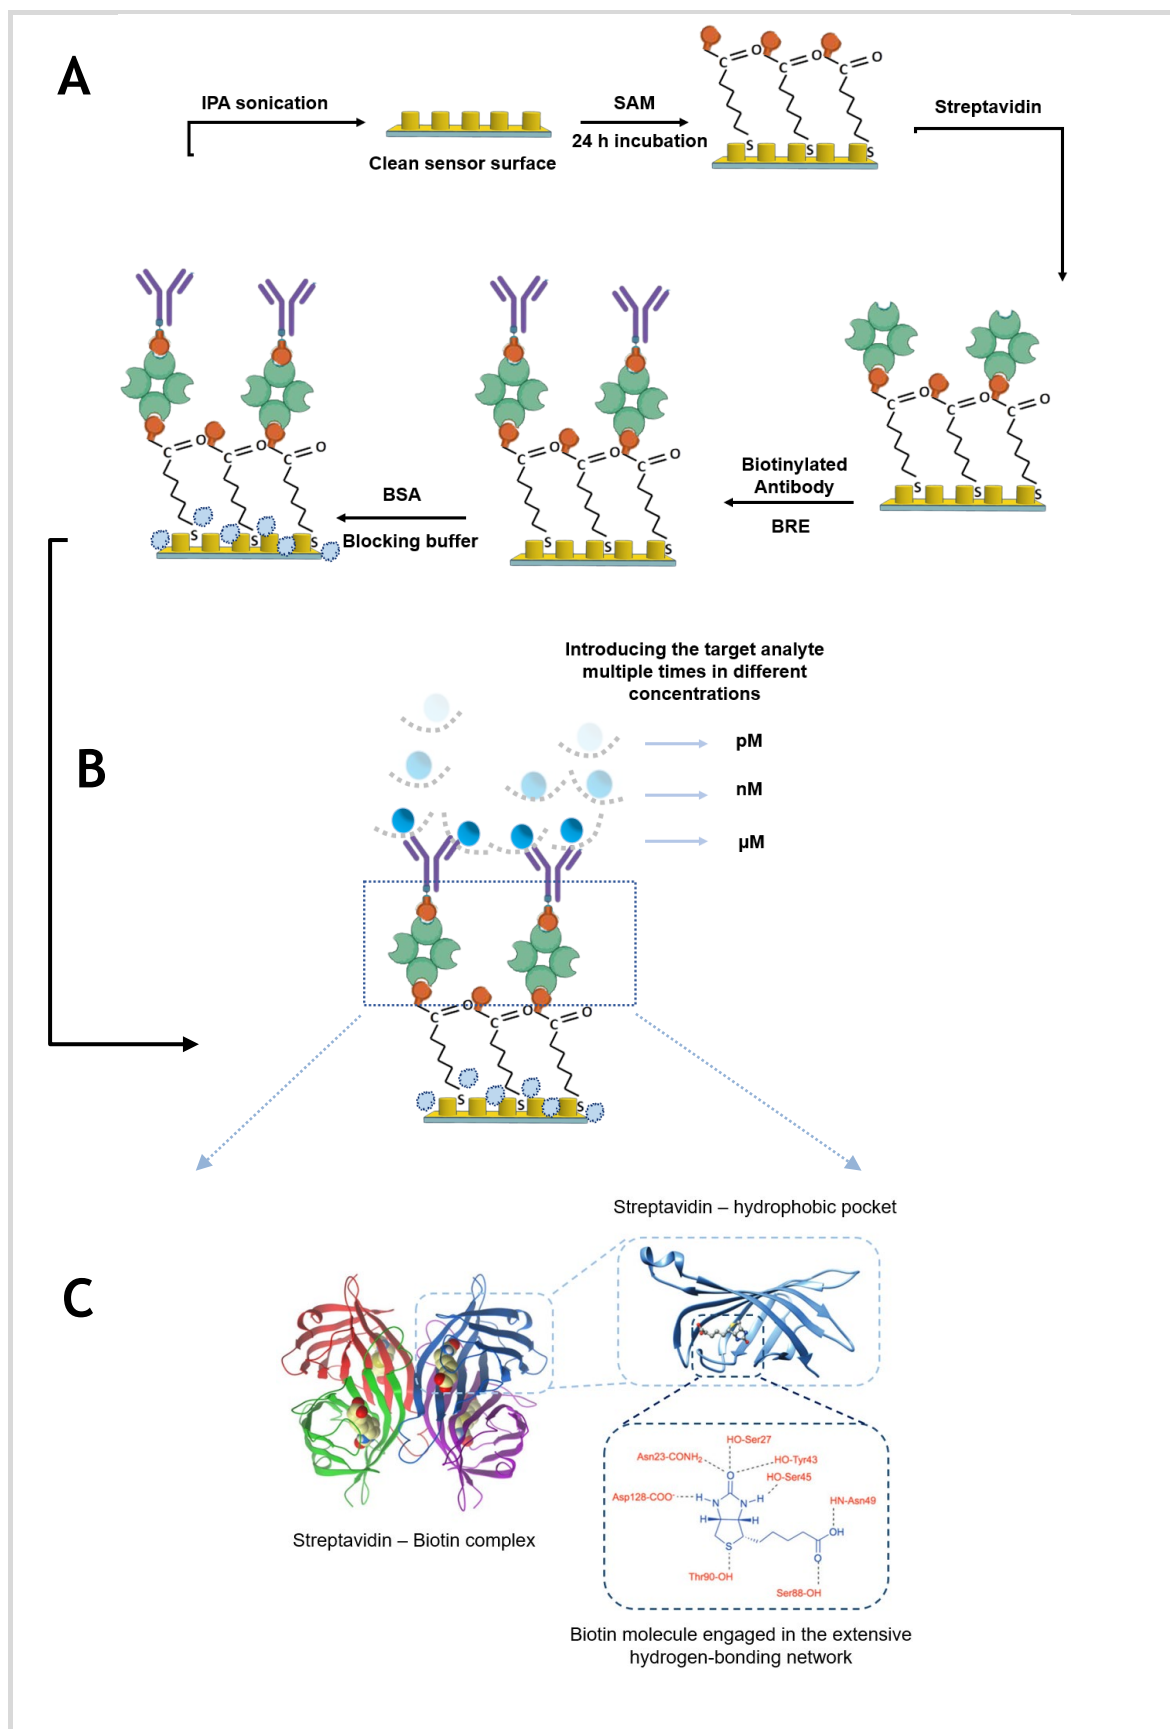 A
IPA sonication
Clean sensor surface
SAM
24 h incubation
C
O
C
O
C
O
S
S
S
Streptavidin
C
O
C
O
C
O
S
S
S
BSA
Blocking buffer
C
O
C
O
C
O
S
S
S
Biotinylated
Antibody
BRE
C
O
C
O
C
O
S
S
S
B
Introducing the target analyte
multiple times in different
concentrations
pM
nM
µM
C
O
C
O
C
O
S
S
S
C
Streptavidin – hydrophobic pocket
Streptavidin – Biotin complex
HO-Ser27
Asn23-CONH₂
HO-Tyr43
HO-Ser45
O
Asp128-COO⁻
H
N
N
H
HN-Asn49
H
H
OH
S
O
Thr90-OH
Ser88-OH
Biotin molecule engaged in the extensive
hydrogen-bonding network